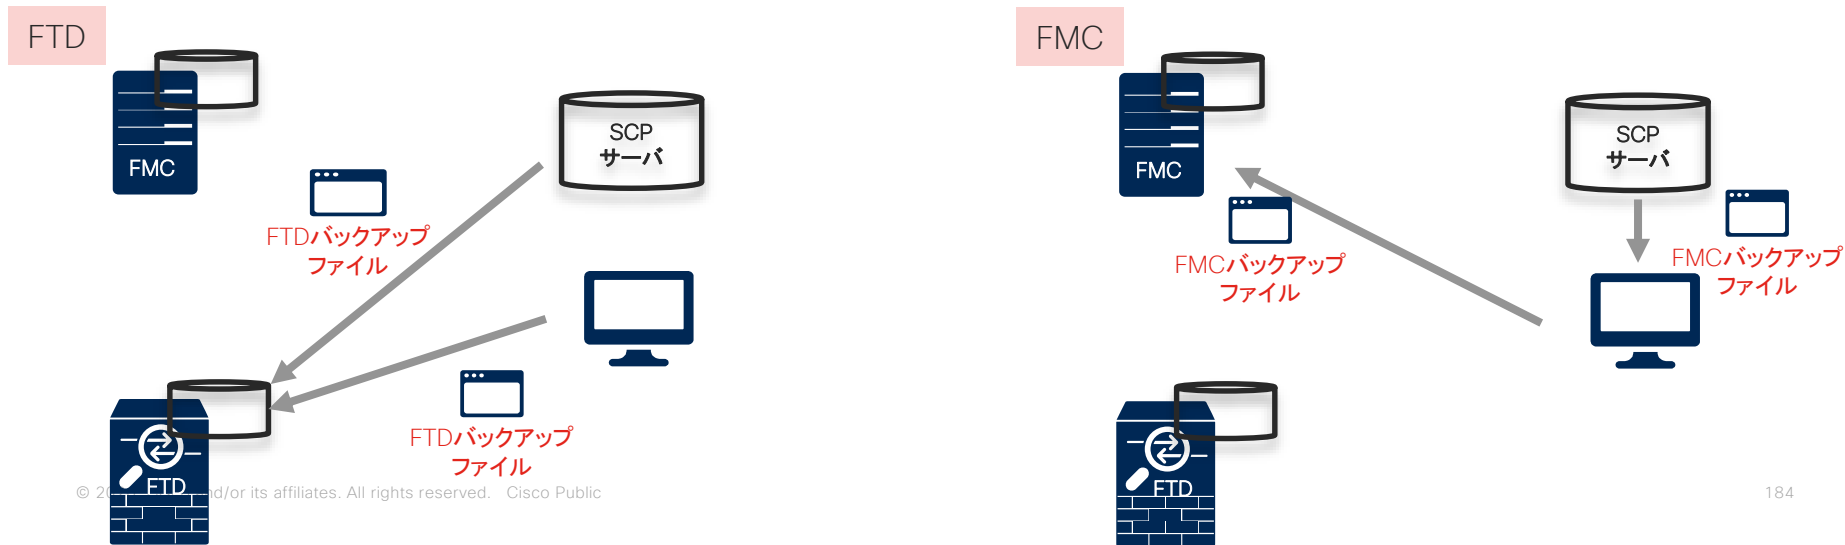 FTD
FMC
SCP
サーバ
FTDバックアップ
ファイル
FTDバックアップ
ファイル
FTD
© 20 nd/or its affiliates. All rights reserved. Cisco Public
FMC
FMC
SCP
サーバ
FMCバックアップ
ファイル
FMCバックアップ
ファイル
FTD
184